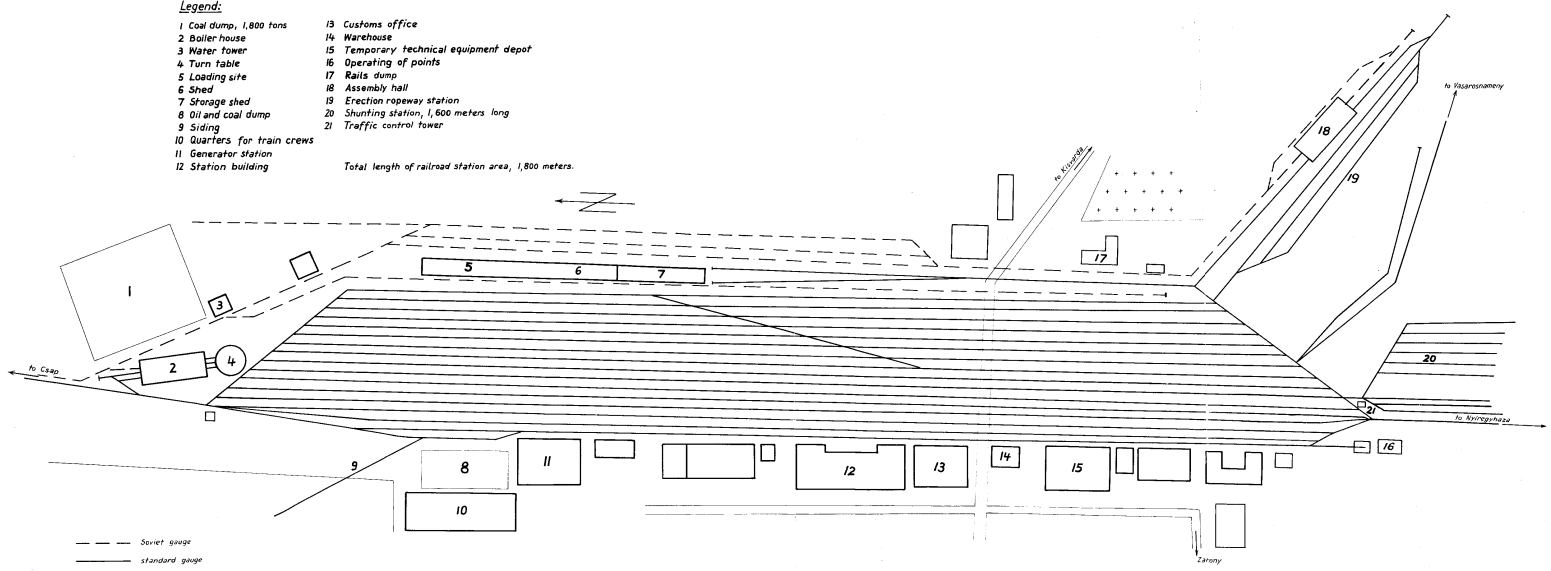 Legend:
1 Coal dump, 1,800 tons
2 Boiler house
3 Water tower
4 Turn table
5 Loading site
6 Shed
7 Storage shed
8 Oil and coal dump
9 Siding
10 Quarters for train crews
11 Generator station
12 Station building
13 Customs office
14 Warehouse
15 Temporary technical equipment depot
16 Operating of points
17 Rails dump
18 Assembly hall
19 Erection ropeway station
20 Shunting station, 1,600 meters long
21 Traffic control tower
Total length of railroad station area, 1,800 meters.
to Vasarosnameny
18
to Kisvarda
19
N
17
5
6
7
1
3
4
2
to Csap
20
21
to Nyiregyhaza
9
8
11
12
13
14
15
16
10
Zahony
Soviet gauge
standard gauge